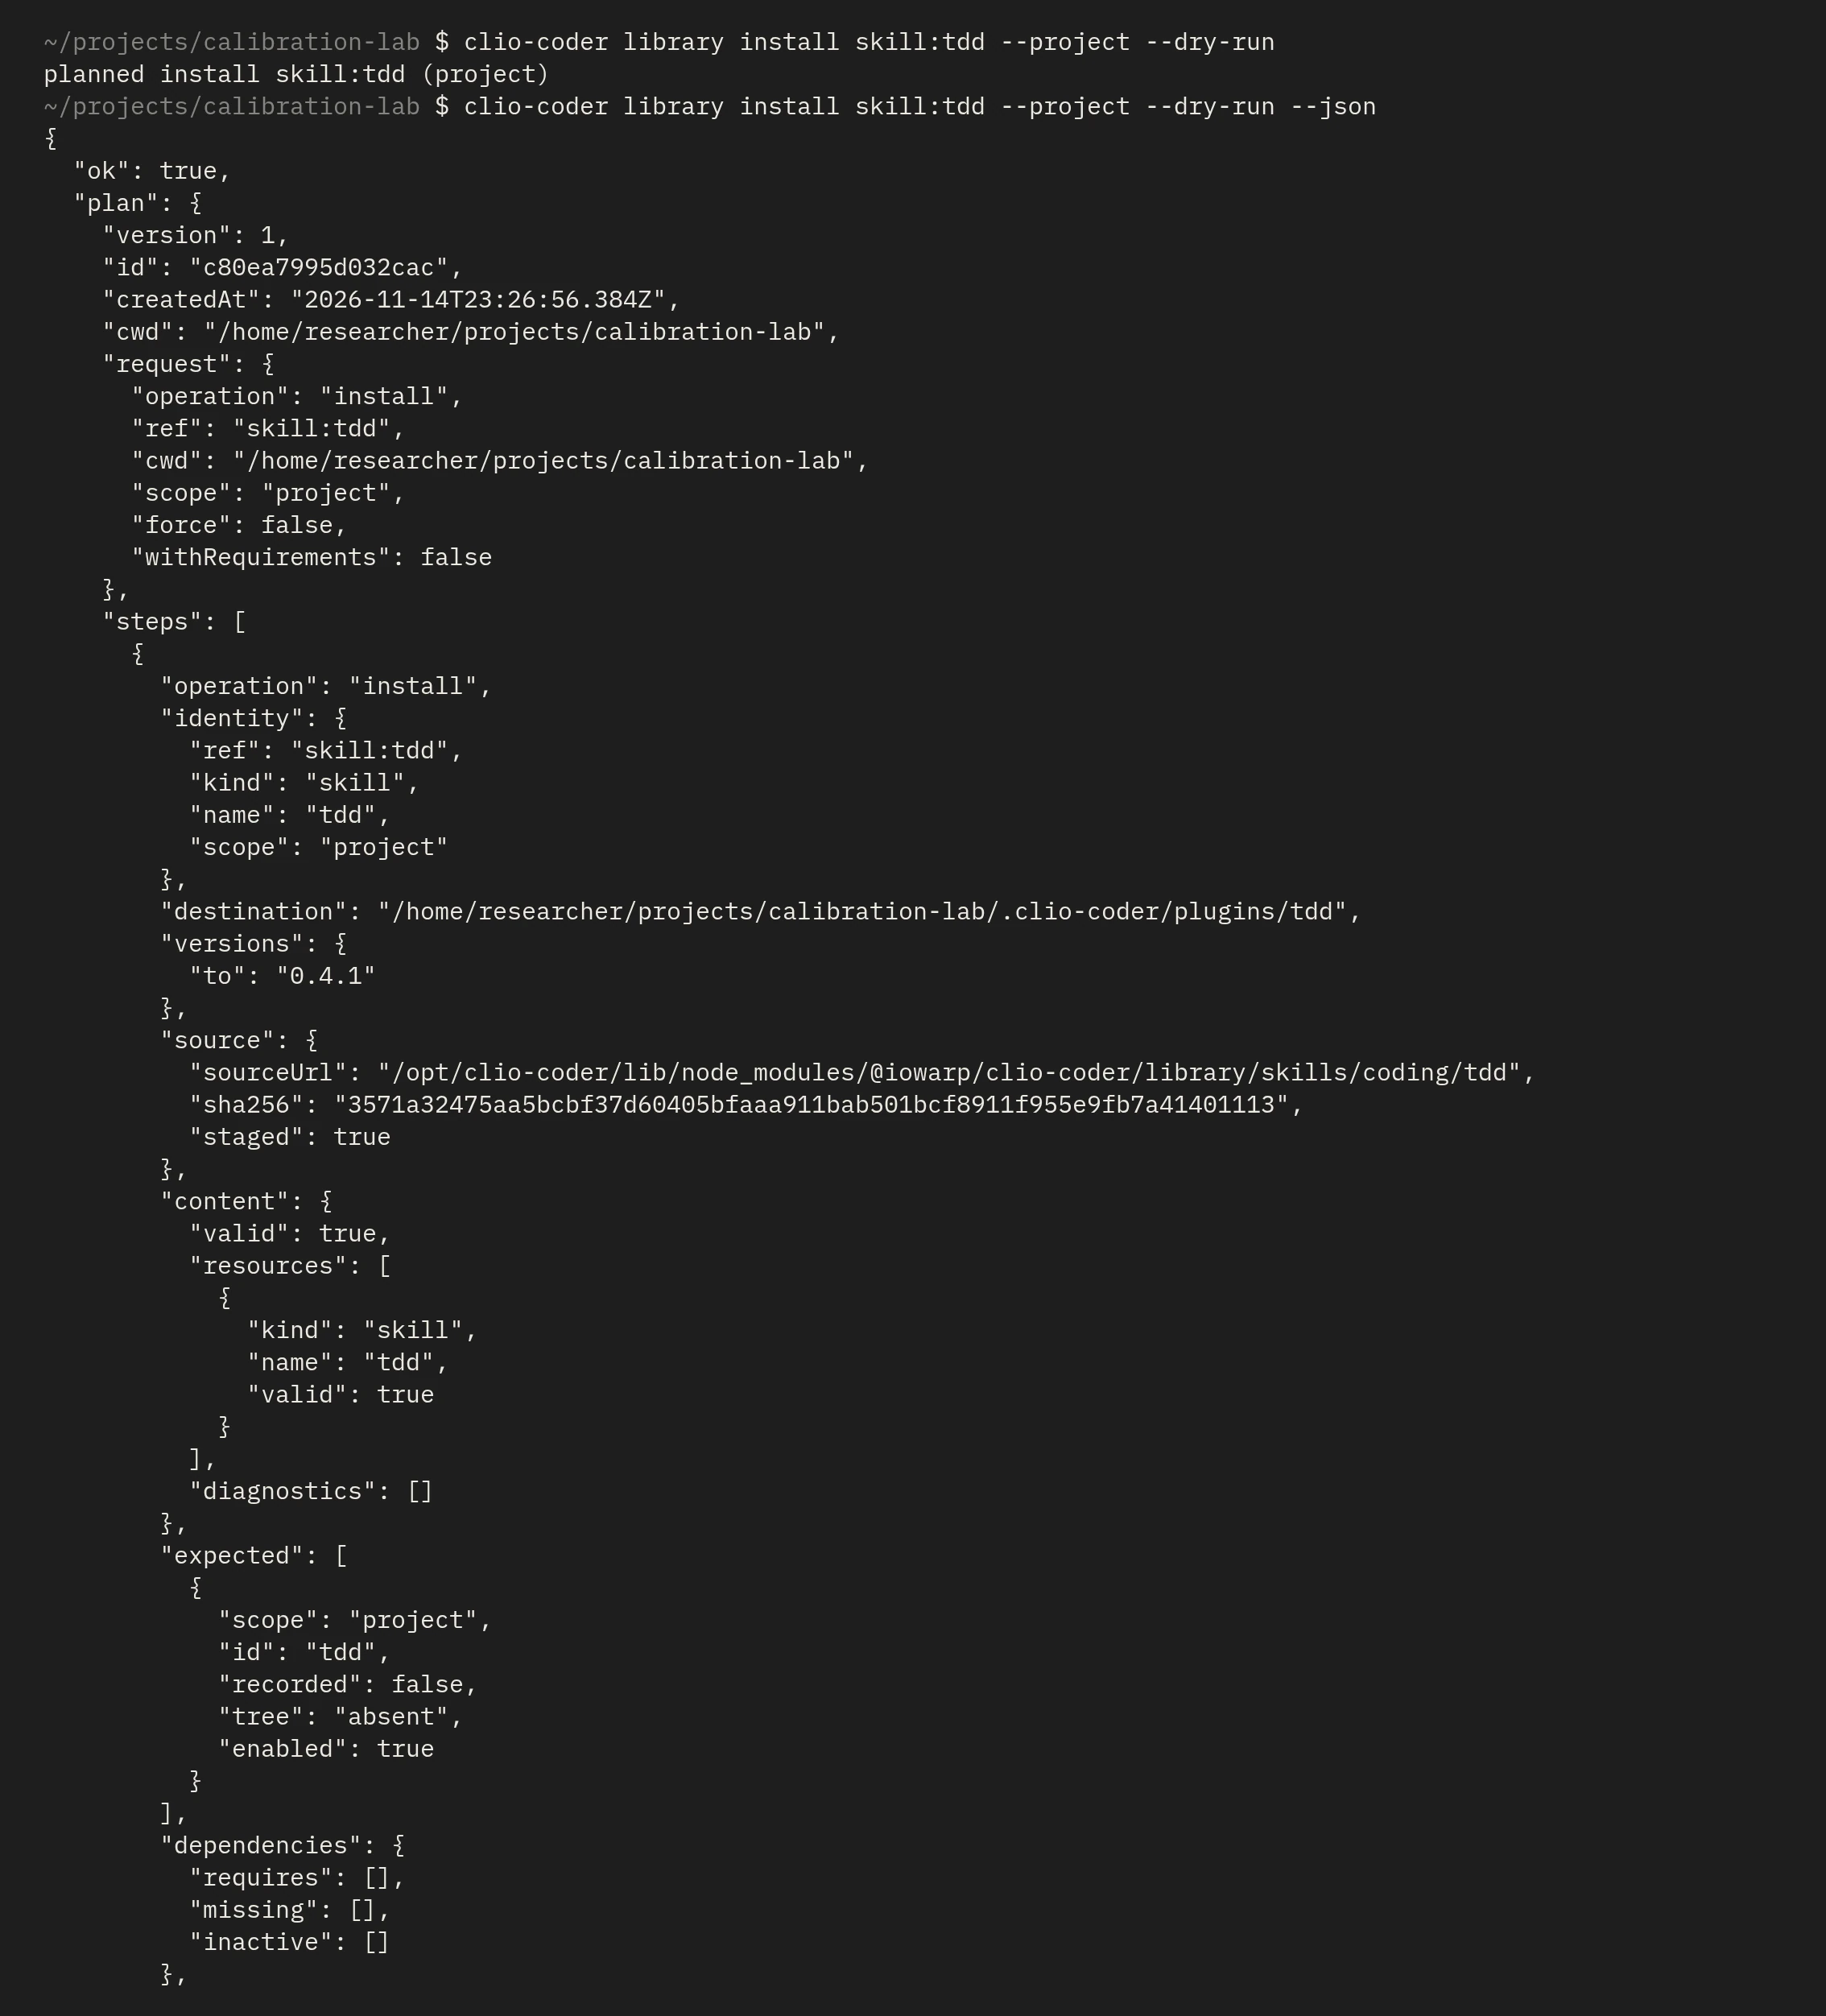 ~/projects/calibration-lab $ clio-coder library install skill:tdd --project --dry-run
planned install skill:tdd (project)
~/projects/calibration-lab $ clio-coder library install skill:tdd --project --dry-run --json
{
  "ok": true,
  "plan": {
    "version": 1,
    "id": "c80ea7995d032cac",
    "createdAt": "2026-11-14T23:26:56.384Z",
    "cwd": "/home/researcher/projects/calibration-lab",
    "request": {
      "operation": "install",
      "ref": "skill:tdd",
      "cwd": "/home/researcher/projects/calibration-lab",
      "scope": "project",
      "force": false,
      "withRequirements": false
    },
    "steps": [
      {
        "operation": "install",
        "identity": {
          "ref": "skill:tdd",
          "kind": "skill",
          "name": "tdd",
          "scope": "project"
        },
        "destination": "/home/researcher/projects/calibration-lab/.clio-coder/plugins/tdd",
        "versions": {
          "to": "0.4.1"
        },
        "source": {
          "sourceUrl": "/opt/clio-coder/lib/node_modules/@iowarp/clio-coder/library/skills/coding/tdd",
          "sha256": "3571a32475aa5bcbf37d60405bfaaa911bab501bcf8911f955e9fb7a41401113",
          "staged": true
        },
        "content": {
          "valid": true,
          "resources": [
            {
              "kind": "skill",
              "name": "tdd",
              "valid": true
            }
          ],
          "diagnostics": []
        },
        "expected": [
          {
            "scope": "project",
            "id": "tdd",
            "recorded": false,
            "tree": "absent",
            "enabled": true
          }
        ],
        "dependencies": {
          "requires": [],
          "missing": [],
          "inactive": []
        },